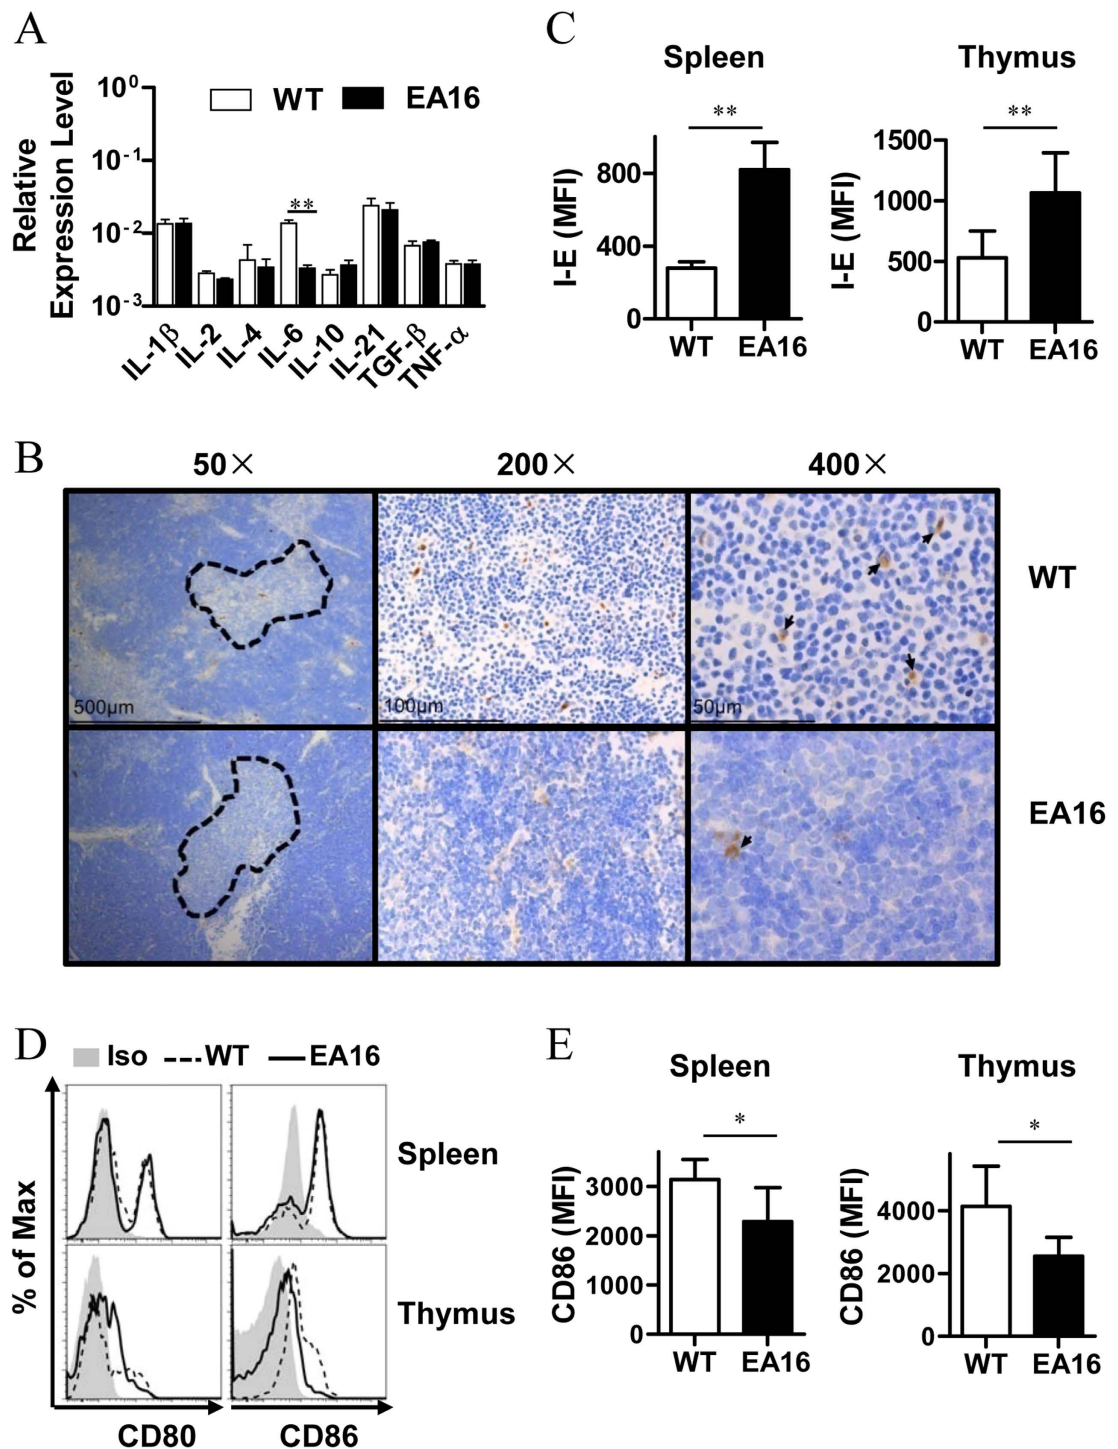 A
Relative
Expression Level
10⁰
10⁻¹
10⁻²
10⁻³
WT EA16
**
IL-1β
IL-2
IL-4
IL-6
IL-10
IL-21
TGF-β
TNF-α
C
Spleen
**
I-E (MFI)
800
400
0
WT EA16
Thymus
**
I-E (MFI)
1500
1000
500
0
WT EA16
B
50× 200× 400×
500μm 100μm 50μm
WT
EA16
D
Iso WT EA16
% of Max
Spleen
Thymus
CD80 CD86
E
Spleen
*
CD86 (MFI)
3000
2000
1000
0
WT EA16
Thymus
*
CD86 (MFI)
4000
2000
0
WT EA16